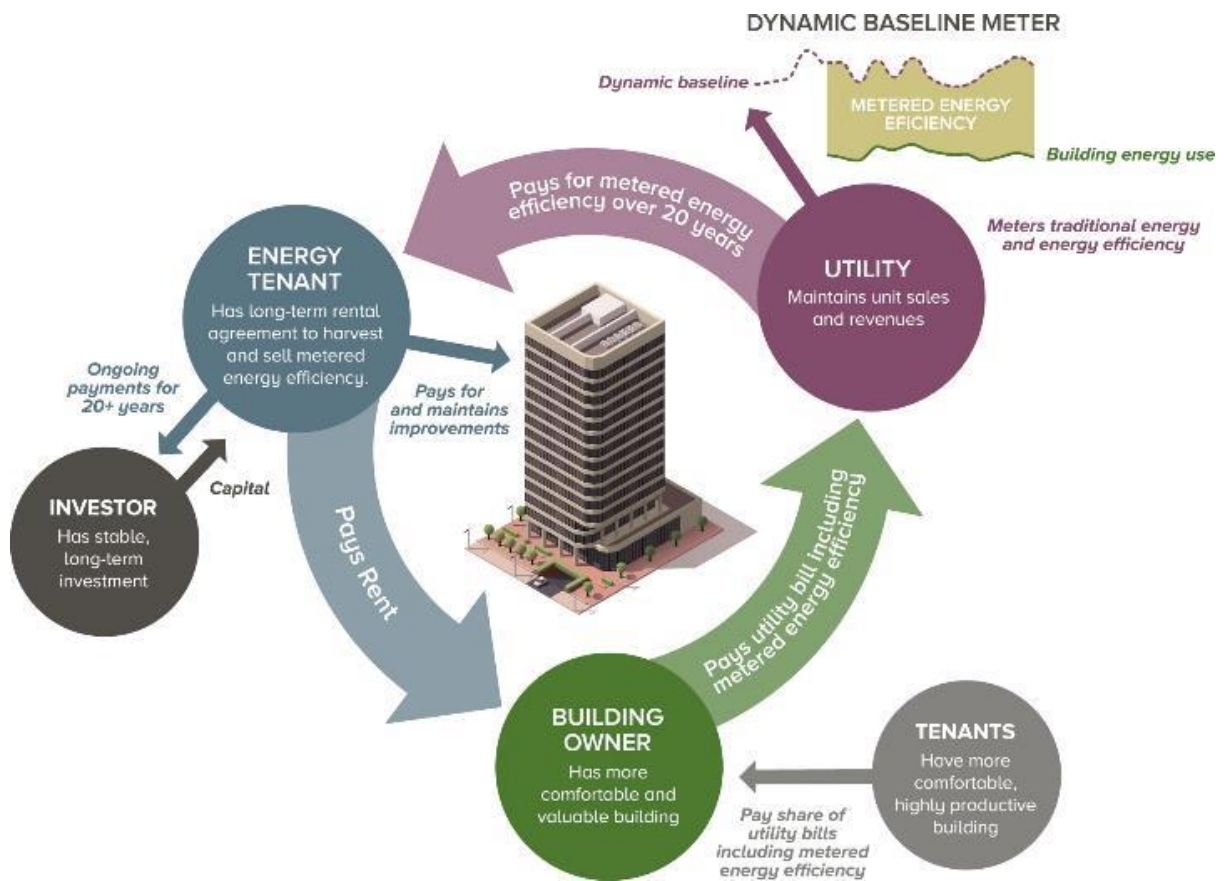 DYNAMIC BASELINE METER
Dynamic baseline
METERED ENERGY
EFICIENCY
Building energy use
Meters traditional energy
and energy efficiency
Pays for metered energy
efficiency over 20 years
UTILITY
Maintains unit sales
and revenues
ENERGY
TENANT
Has long-term rental
agreement to harvest
and sell metered
energy efficiency.
Ongoing
payments for
20+ years
Pays for
and maintains
improvements
Capital
INVESTOR
Has stable,
long-term
investment
Pays Rent
Pays utility bill including
metered energy efficiency
BUILDING
OWNER
Has more
comfortable and
valuable building
TENANTS
Have more
comfortable,
highly productive
building
Pay share of
utility bills
including metered
energy efficiency